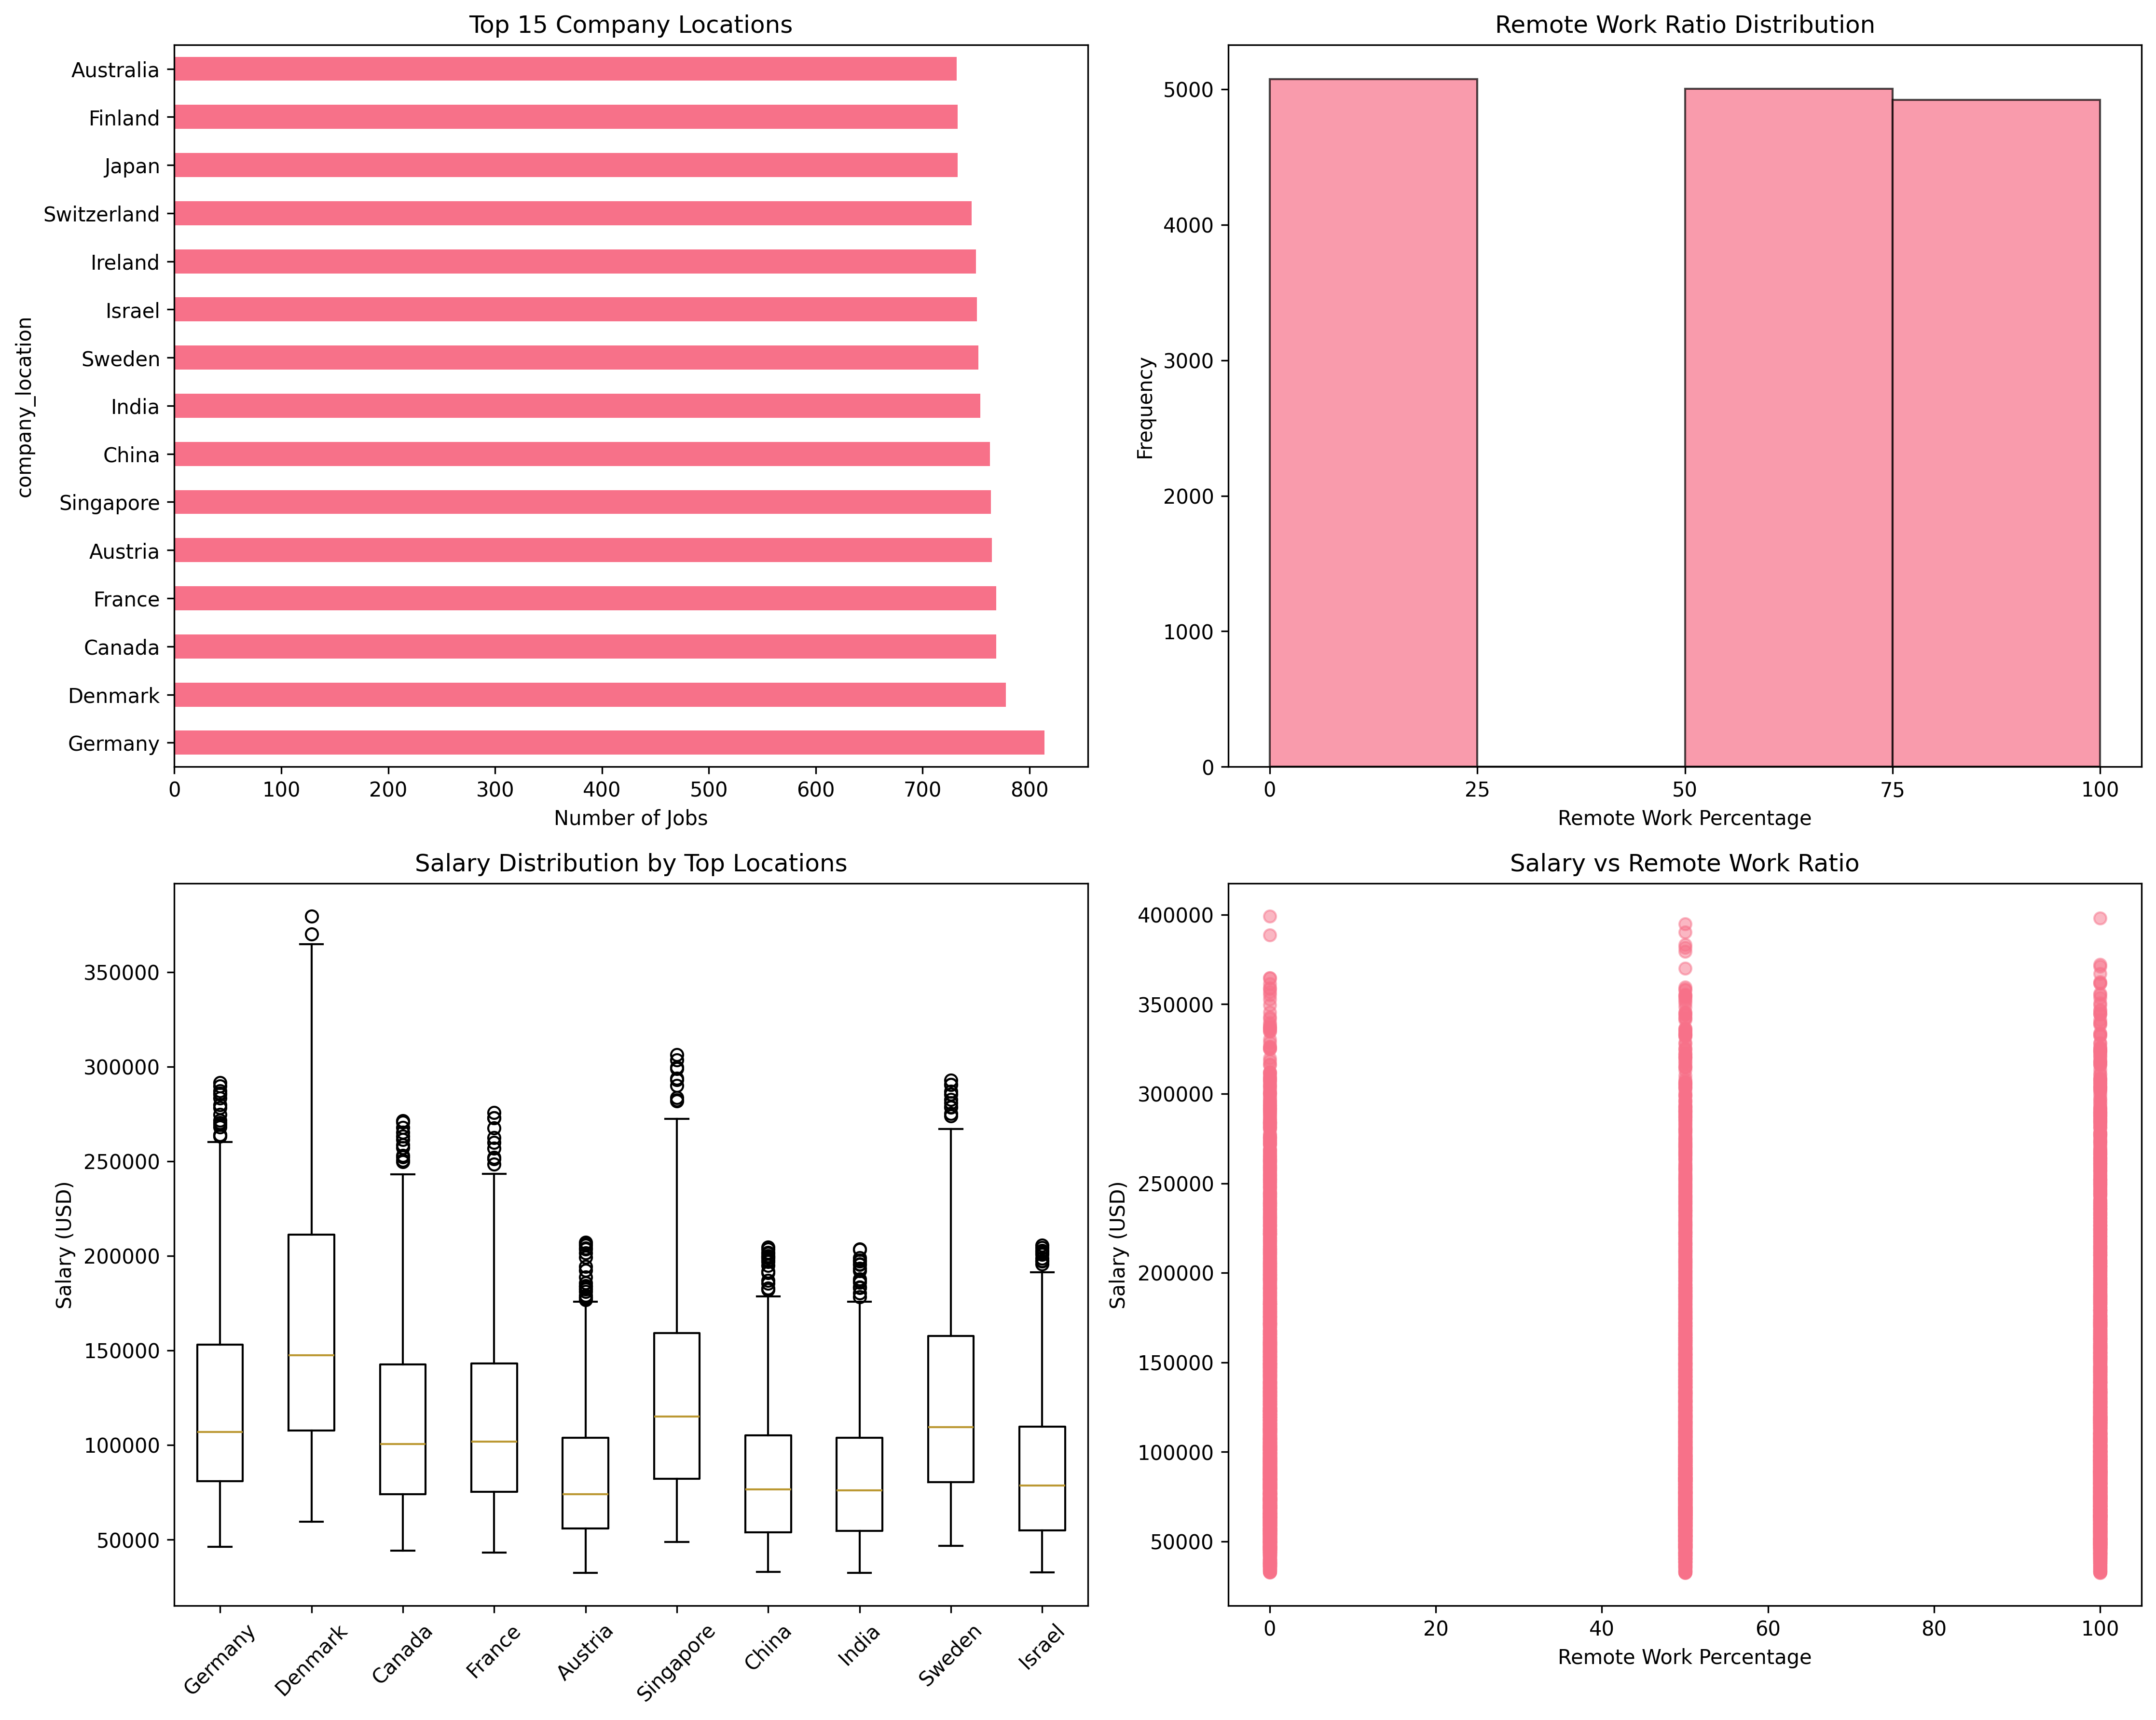 Top 15 Company Locations
company_location
Australia
Finland
Japan
Switzerland
Ireland
Israel
Sweden
India
China
Singapore
Austria
France
Canada
Denmark
Germany
0 100 200 300 400 500 600 700 800
Number of Jobs
Remote Work Ratio Distribution
Frequency
5000
4000
3000
2000
1000
0
0 25 50 75 100
Remote Work Percentage
Salary Distribution by Top Locations
Salary (USD)
350000
300000
250000
200000
150000
100000
50000
Germany Denmark Canada France Austria Singapore China India Sweden Israel
Salary vs Remote Work Ratio
Salary (USD)
400000
350000
300000
250000
200000
150000
100000
50000
0 20 40 60 80 100
Remote Work Percentage